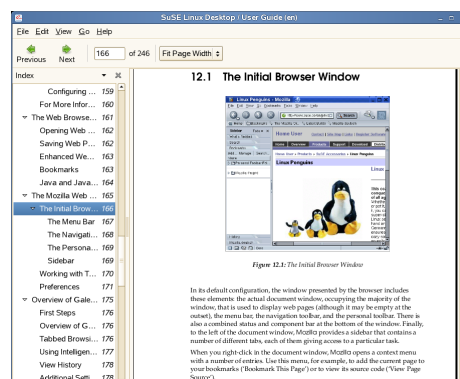 SuSE Linux Desktop / User Guide (en)
File Edit View Go Help
Previous Next 166 of 246 Fit Page Width
Index
Configuring ... 159
For More Infor... 160
The Web Browse... 161
Opening Web ... 162
Saving Web P... 162
Enhanced We... 163
Bookmarks 163
Java and Java... 164
The Mozilla Web ... 165
The Initial Brow... 166
The Menu Bar 167
The Navigati... 168
The Persona... 169
Sidebar 169
Working with T... 170
Preferences 171
Overview of Gale... 175
First Steps 176
Overview of G... 176
Tabbed Browsi... 176
Using Intelligen... 177
View History 178
Additional Setti... 178
12.1 The Initial Browser Window
Linux Penguins - Mozilla
Home User
Linux Penguins
Figure 12.1: The Initial Browser Window
In its default configuration, the window presented by the browser includes
these elements: the actual document window, occupying the majority of the
window, that is used to display web pages (although it may be empty at the
outset), the menu bar, the navigation toolbar, and the personal toolbar. There is
also a combined status and component bar at the bottom of the window. Finally,
to the left of the document window, Mozilla provides a sidebar that contains a
number of different tabs, each of them giving access to a particular task.
When you right-click in the document window, Mozilla opens a context menu
with a number of entries. Use this menu, for example, to add the current page to
your bookmarks ('Bookmark This Page') or to view its source code ('View Page
Source').